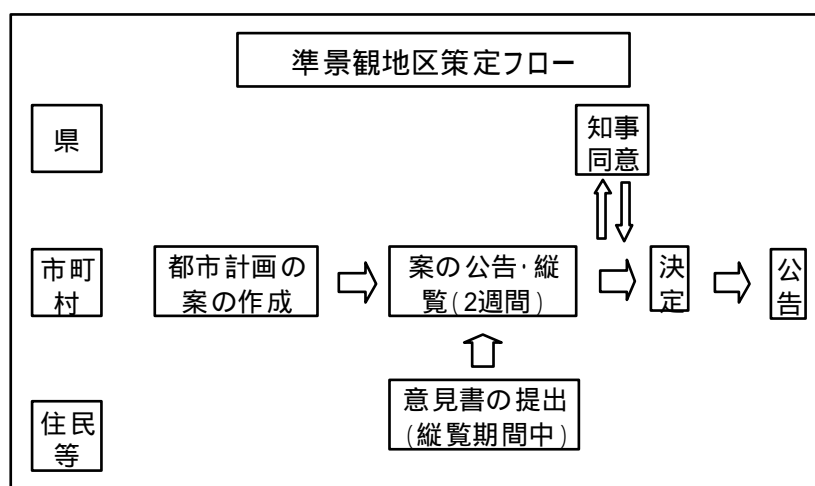 準景観地区策定フロー
県
知事
同意
市町
村
都市計画の
案の作成
案の公告･縦
覧(2週間)
決
定
公
告
意見書の提出
(縦覧期間中)
住民
等